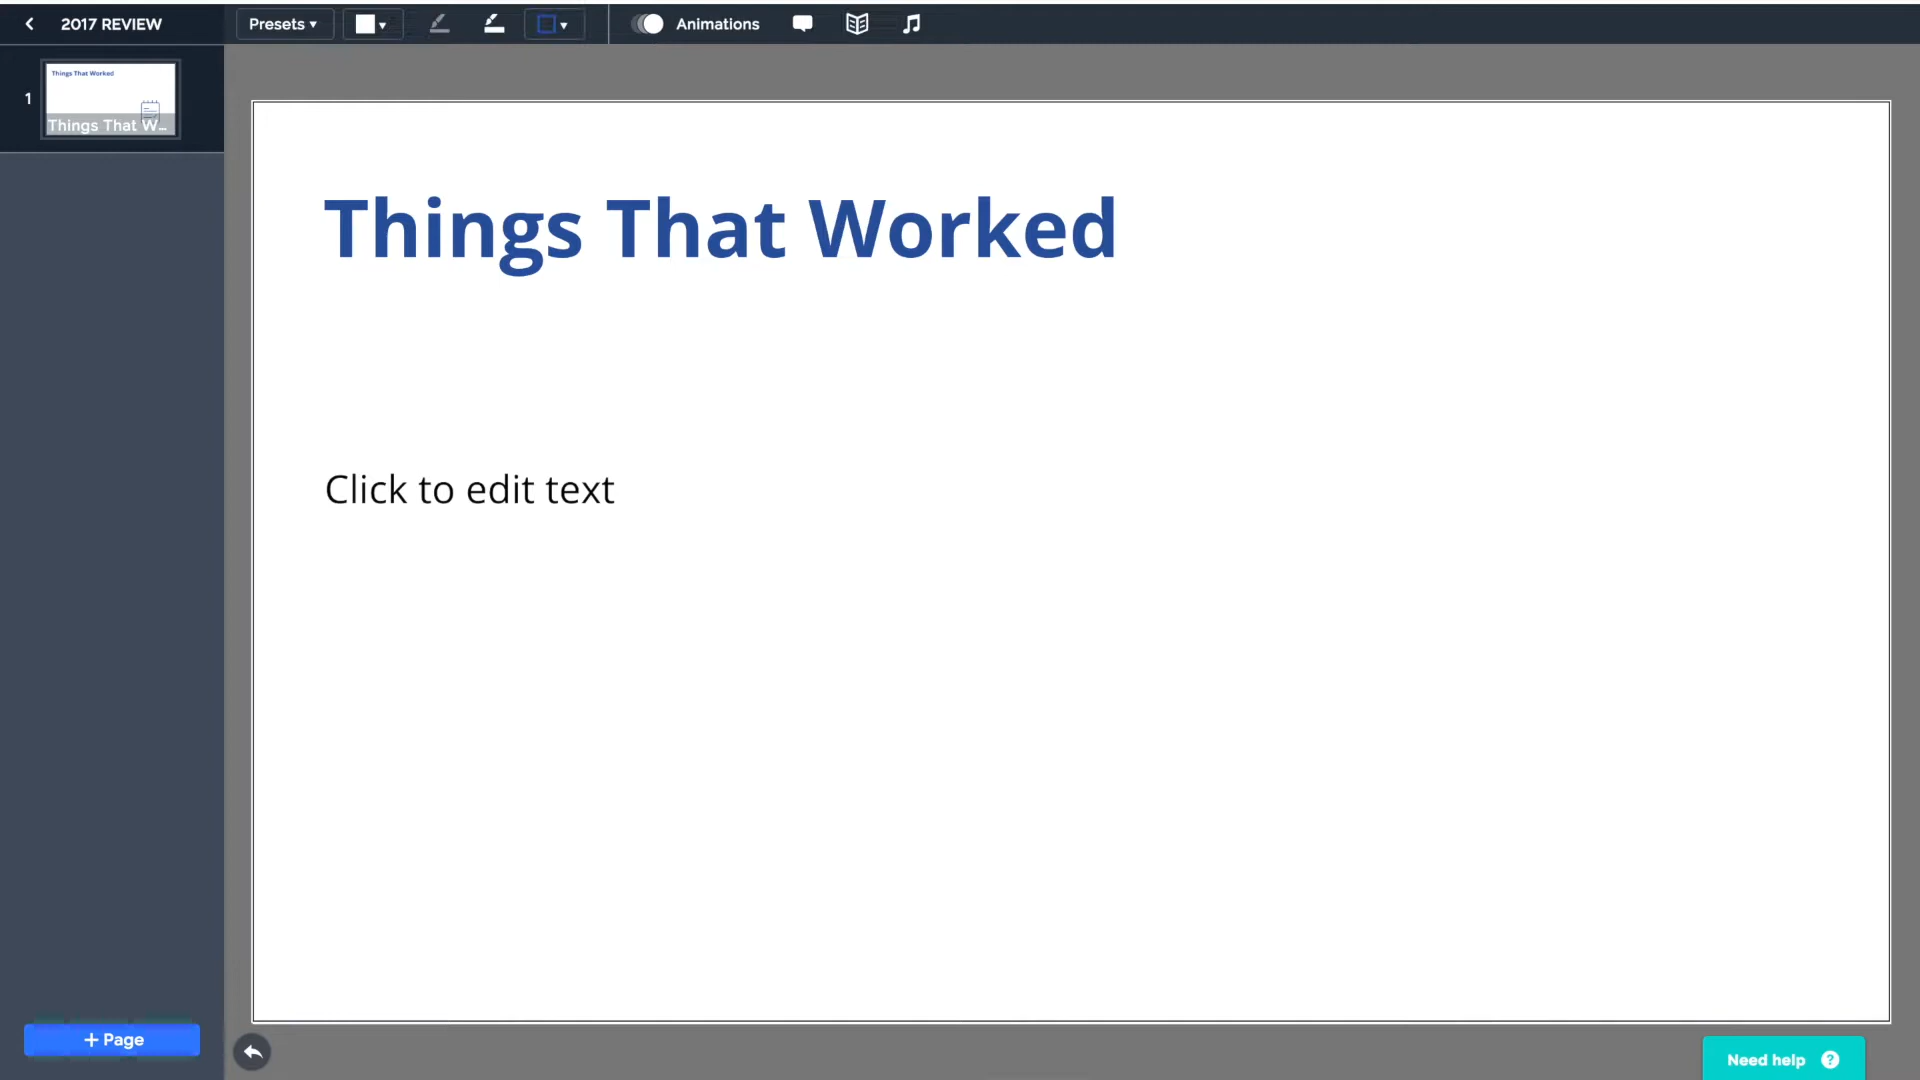 2017 REVIEW
Presets
Animations
1
Things That Worked
Things That W...
Things That Worked
Click to edit text
+ Page
Need help ?